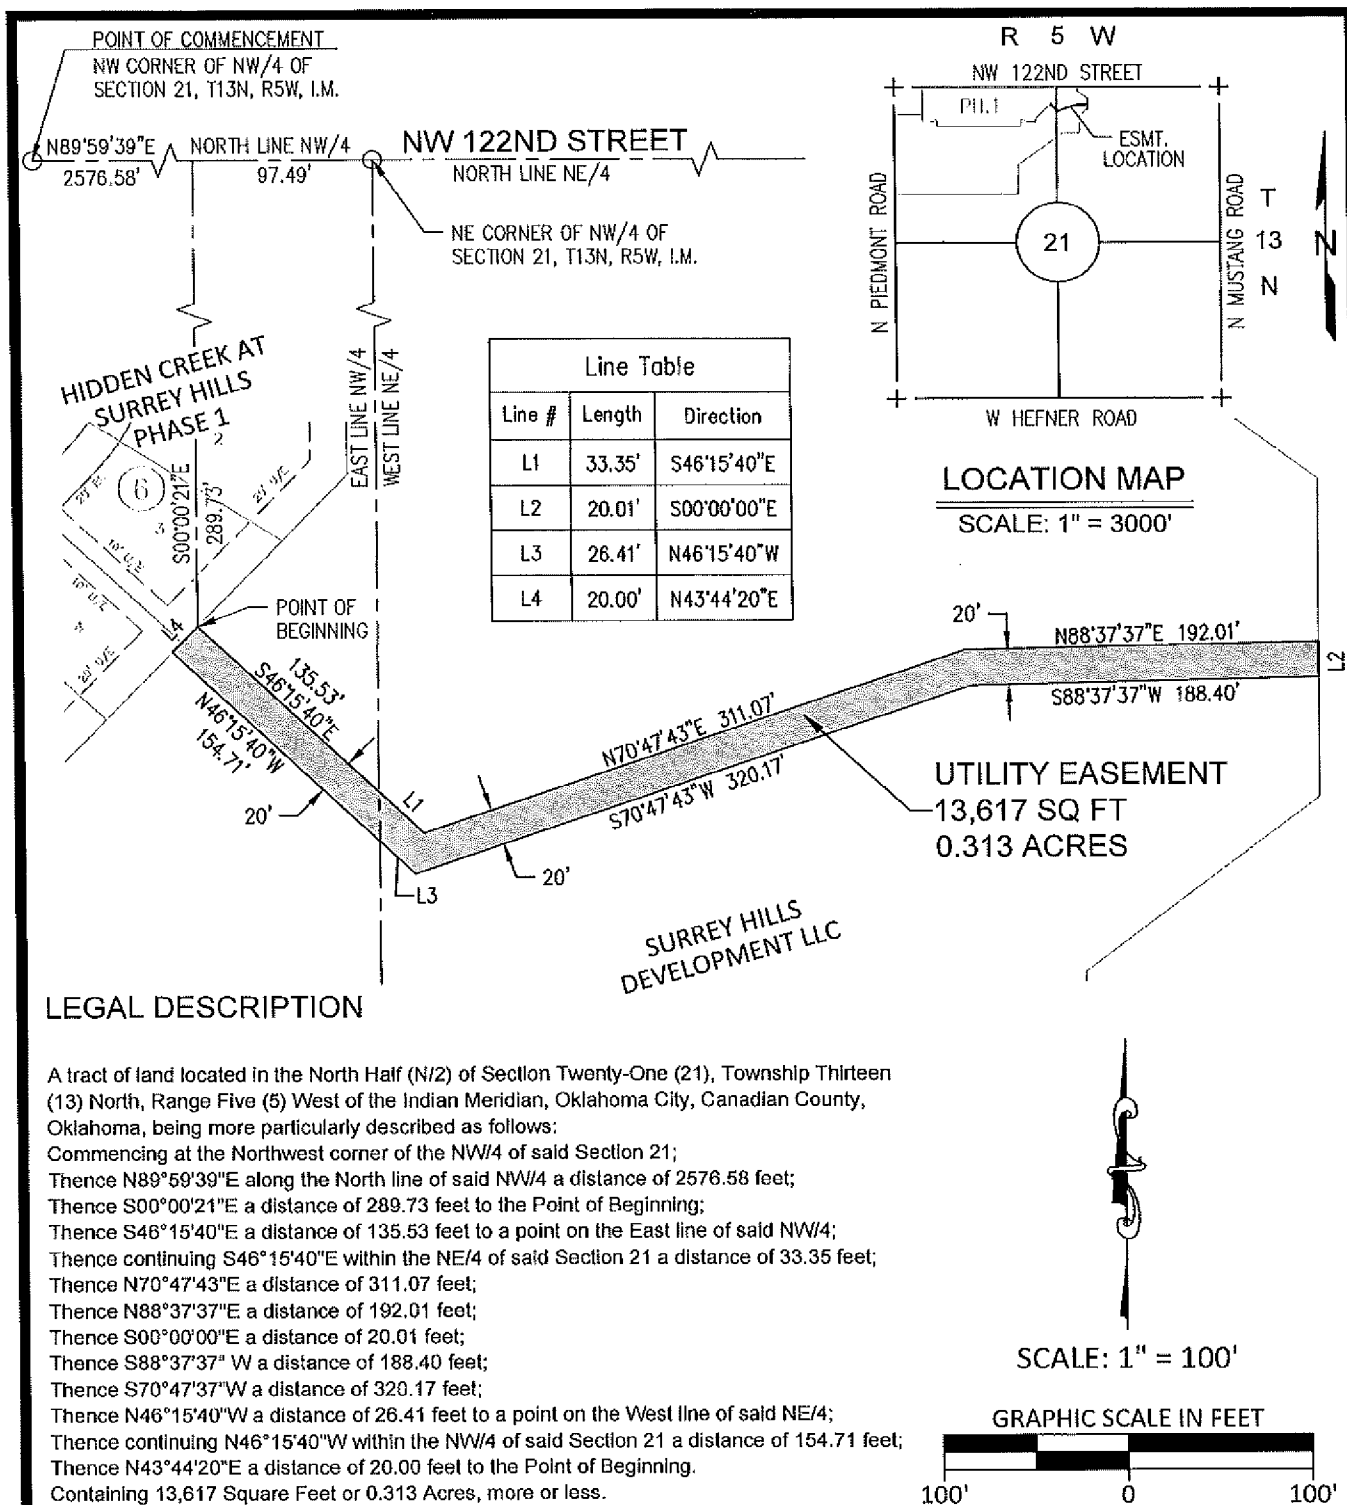 POINT OF COMMENCEMENT
NW CORNER OF NW/4 OF
SECTION 21, T13N, R5W, I.M.
N89°59'39"E
2576.58'
NORTH LINE NW/4
97.49'
NW 122ND STREET
NORTH LINE NE/4
NE CORNER OF NW/4 OF
SECTION 21, T13N, R5W, I.M.
R 5 W
NW 122ND STREET
PH.1
ESMT.
LOCATION
N PIEDMONT ROAD
21
N MUSTANG ROAD
T
13
N
N
W HEFNER ROAD
LOCATION MAP
SCALE: 1" = 3000'
HIDDEN CREEK AT
SURREY HILLS
PHASE 1
2
6
3
4
S00°00'21"E
289.73'
EAST LINE NW/4
WEST LINE NE/4
20' U/E
10' U/E
10' U/E
20' U/E
Line Table
Line # Length Direction
L1 33.35' S46°15'40"E
L2 20.01' S00°00'00"E
L3 26.41' N46°15'40"W
L4 20.00' N43°44'20"E
POINT OF
BEGINNING
L4
135.53'
S46°15'40"E
N46°15'40"W
154.71'
20'
L1
L3
N70°47'43"E 311.07'
S70°47'43"W 320.17'
20'
20'
N88°37'37"E 192.01'
S88°37'37"W 188.40'
L2
UTILITY EASEMENT
13,617 SQ FT
0.313 ACRES
SURREY HILLS
DEVELOPMENT LLC
LEGAL DESCRIPTION
A tract of land located in the North Half (N/2) of Section Twenty-One (21), Township Thirteen
(13) North, Range Five (5) West of the Indian Meridian, Oklahoma City, Canadian County,
Oklahoma, being more particularly described as follows:
Commencing at the Northwest corner of the NW/4 of said Section 21;
Thence N89°59'39"E along the North line of said NW/4 a distance of 2576.58 feet;
Thence S00°00'21"E a distance of 289.73 feet to the Point of Beginning;
Thence S46°15'40"E a distance of 135.53 feet to a point on the East line of said NW/4;
Thence continuing S46°15'40"E within the NE/4 of said Section 21 a distance of 33.35 feet;
Thence N70°47'43"E a distance of 311.07 feet;
Thence N88°37'37"E a distance of 192.01 feet;
Thence S00°00'00"E a distance of 20.01 feet;
Thence S88°37'37" W a distance of 188.40 feet;
Thence S70°47'37"W a distance of 320.17 feet;
Thence N46°15'40"W a distance of 26.41 feet to a point on the West line of said NE/4;
Thence continuing N46°15'40"W within the NW/4 of said Section 21 a distance of 154.71 feet;
Thence N43°44'20"E a distance of 20.00 feet to the Point of Beginning.
Containing 13,617 Square Feet or 0.313 Acres, more or less.
SCALE: 1" = 100'
GRAPHIC SCALE IN FEET
100' 0 100'